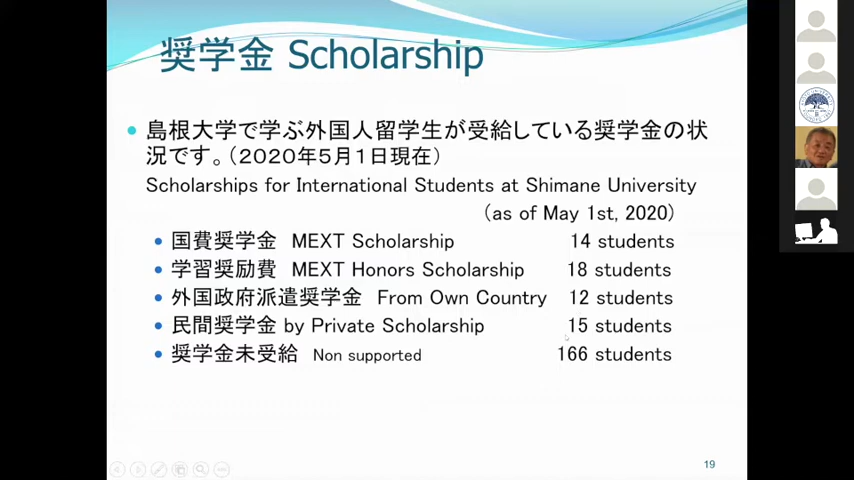 奨学金 Scholarship
島根大学で学ぶ外国人留学生が受給している奨学金の状
況です。（２０２０年５月１日現在）
Scholarships for International Students at Shimane University
（as of May 1st, 2020）
国費奨学金 MEXT Scholarship 14 students
学習奨励費 MEXT Honors Scholarship 18 students
外国政府派遣奨学金 From Own Country 12 students
民間奨学金 by Private Scholarship 15 students
奨学金未受給 Non supported 166 students
19